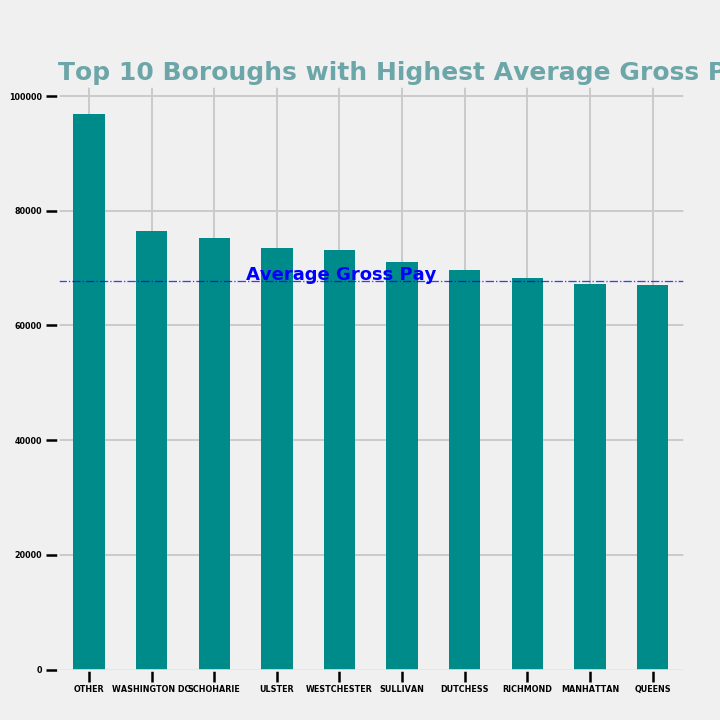 Top 10 Boroughs with Highest Average Gross P
100000
80000
Average Gross Pay
60000
40000
20000
0
OTHER WASHINGTON DC SCHOHARIE ULSTER WESTCHESTER SULLIVAN DUTCHESS RICHMOND MANHATTAN QUEENS